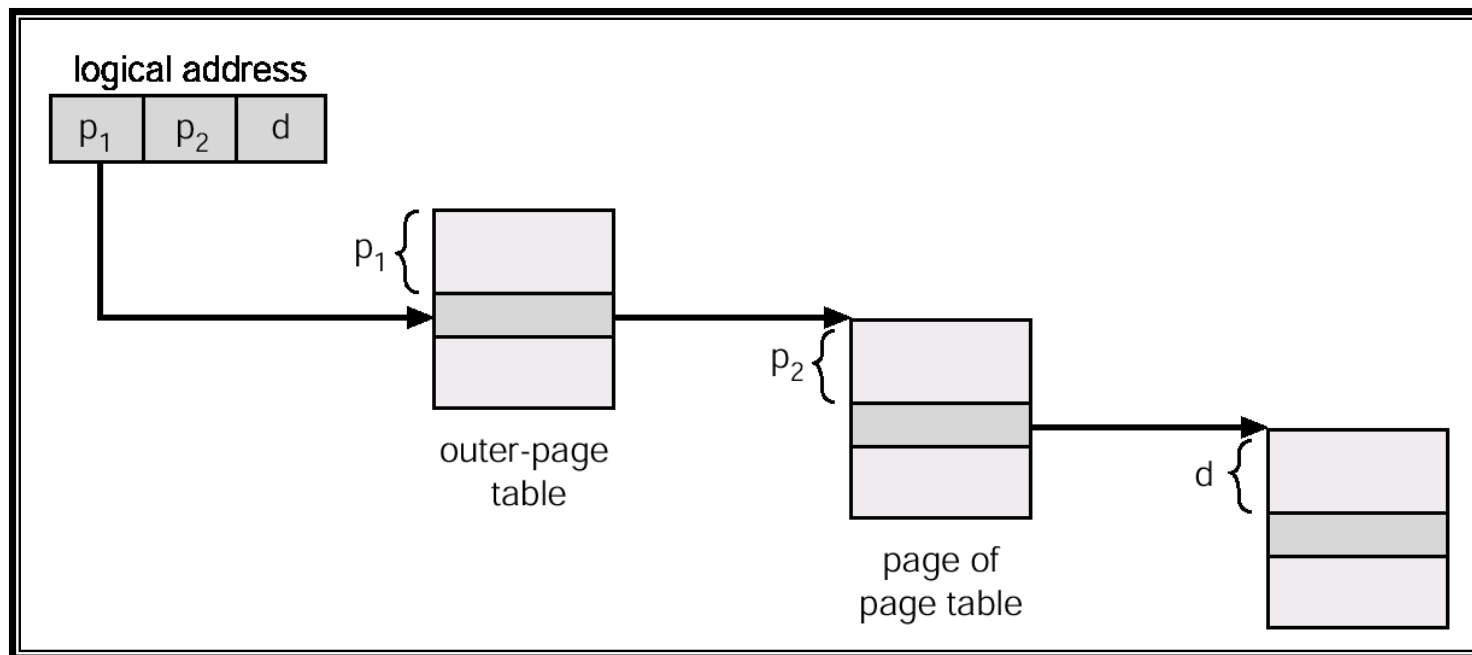 logical address
p₁ p₂ d
p₁
outer-page
table
p₂
page of
page table
d